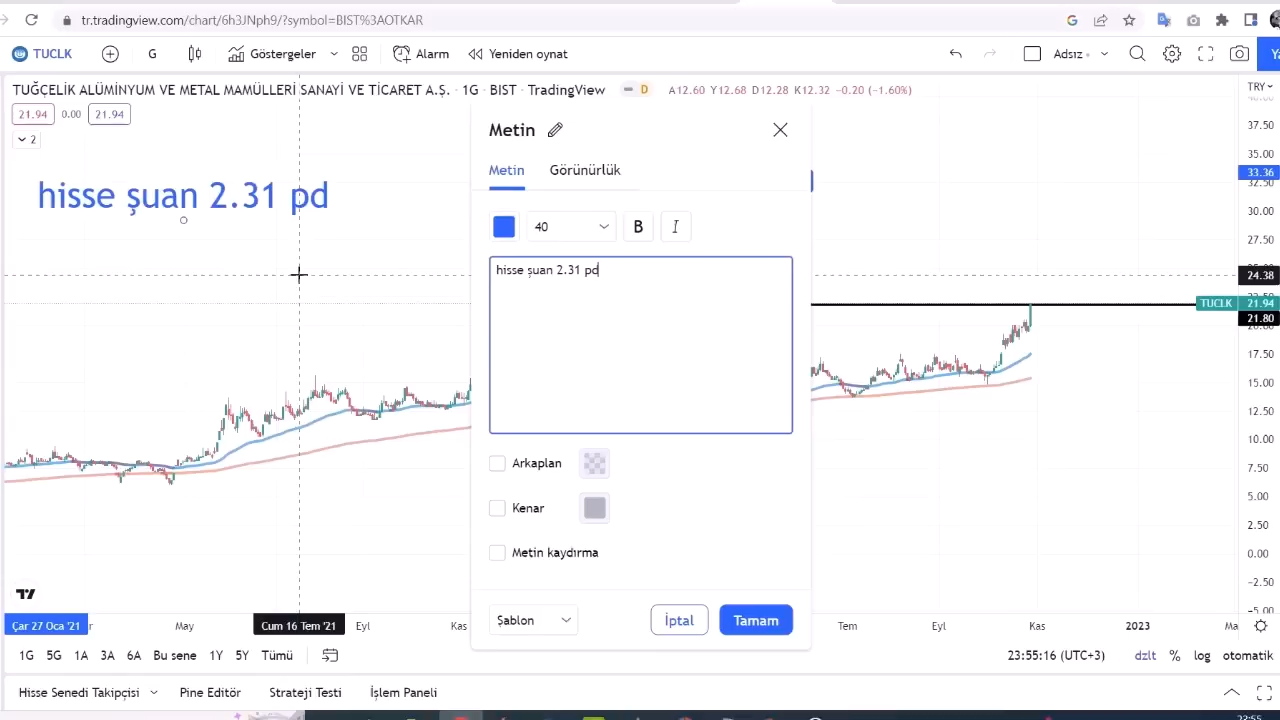 tr.tradingview.com/chart/6h3JNph9/?symbol=BIST%3AOTKAR
TUCLK
G
Göstergeler
Alarm
Yeniden oynat
Adsız
TUĞÇELİK ALÜMİNYUM VE METAL MAMÜLLERİ SANAYİ VE TİCARET A.Ş. · 1G · BIST · TradingView
D
A12.60 Y12.68 D12.28 K12.32 −0.20 (−1.60%)
TRY
21.94 0.00 21.94
2
hisse şuan 2.31 pd
Metin
Metin Görünürlük
40
B
I
hisse şuan 2.31 pd
Arkaplan
Kenar
Metin kaydırma
Şablon
İptal
Tamam
40.00
37.50
35.00
33.36
32.50
30.00
27.50
24.38
TUCLK 21.94
21.80
20.00
17.50
15.00
12.50
10.00
7.50
5.00
2.50
0.00
−2.50
−5.00
Çar 27 Oca '21 May Cum 16 Tem '21 Eyl Kas Tem Eyl Kas 2023 Ma
1G 5G 1A 3A 6A Bu sene 1Y 5Y Tümü
23:55:16 (UTC+3) dzlt % log otomatik
Hisse Senedi Takipçisi Pine Editör Strateji Testi İşlem Paneli